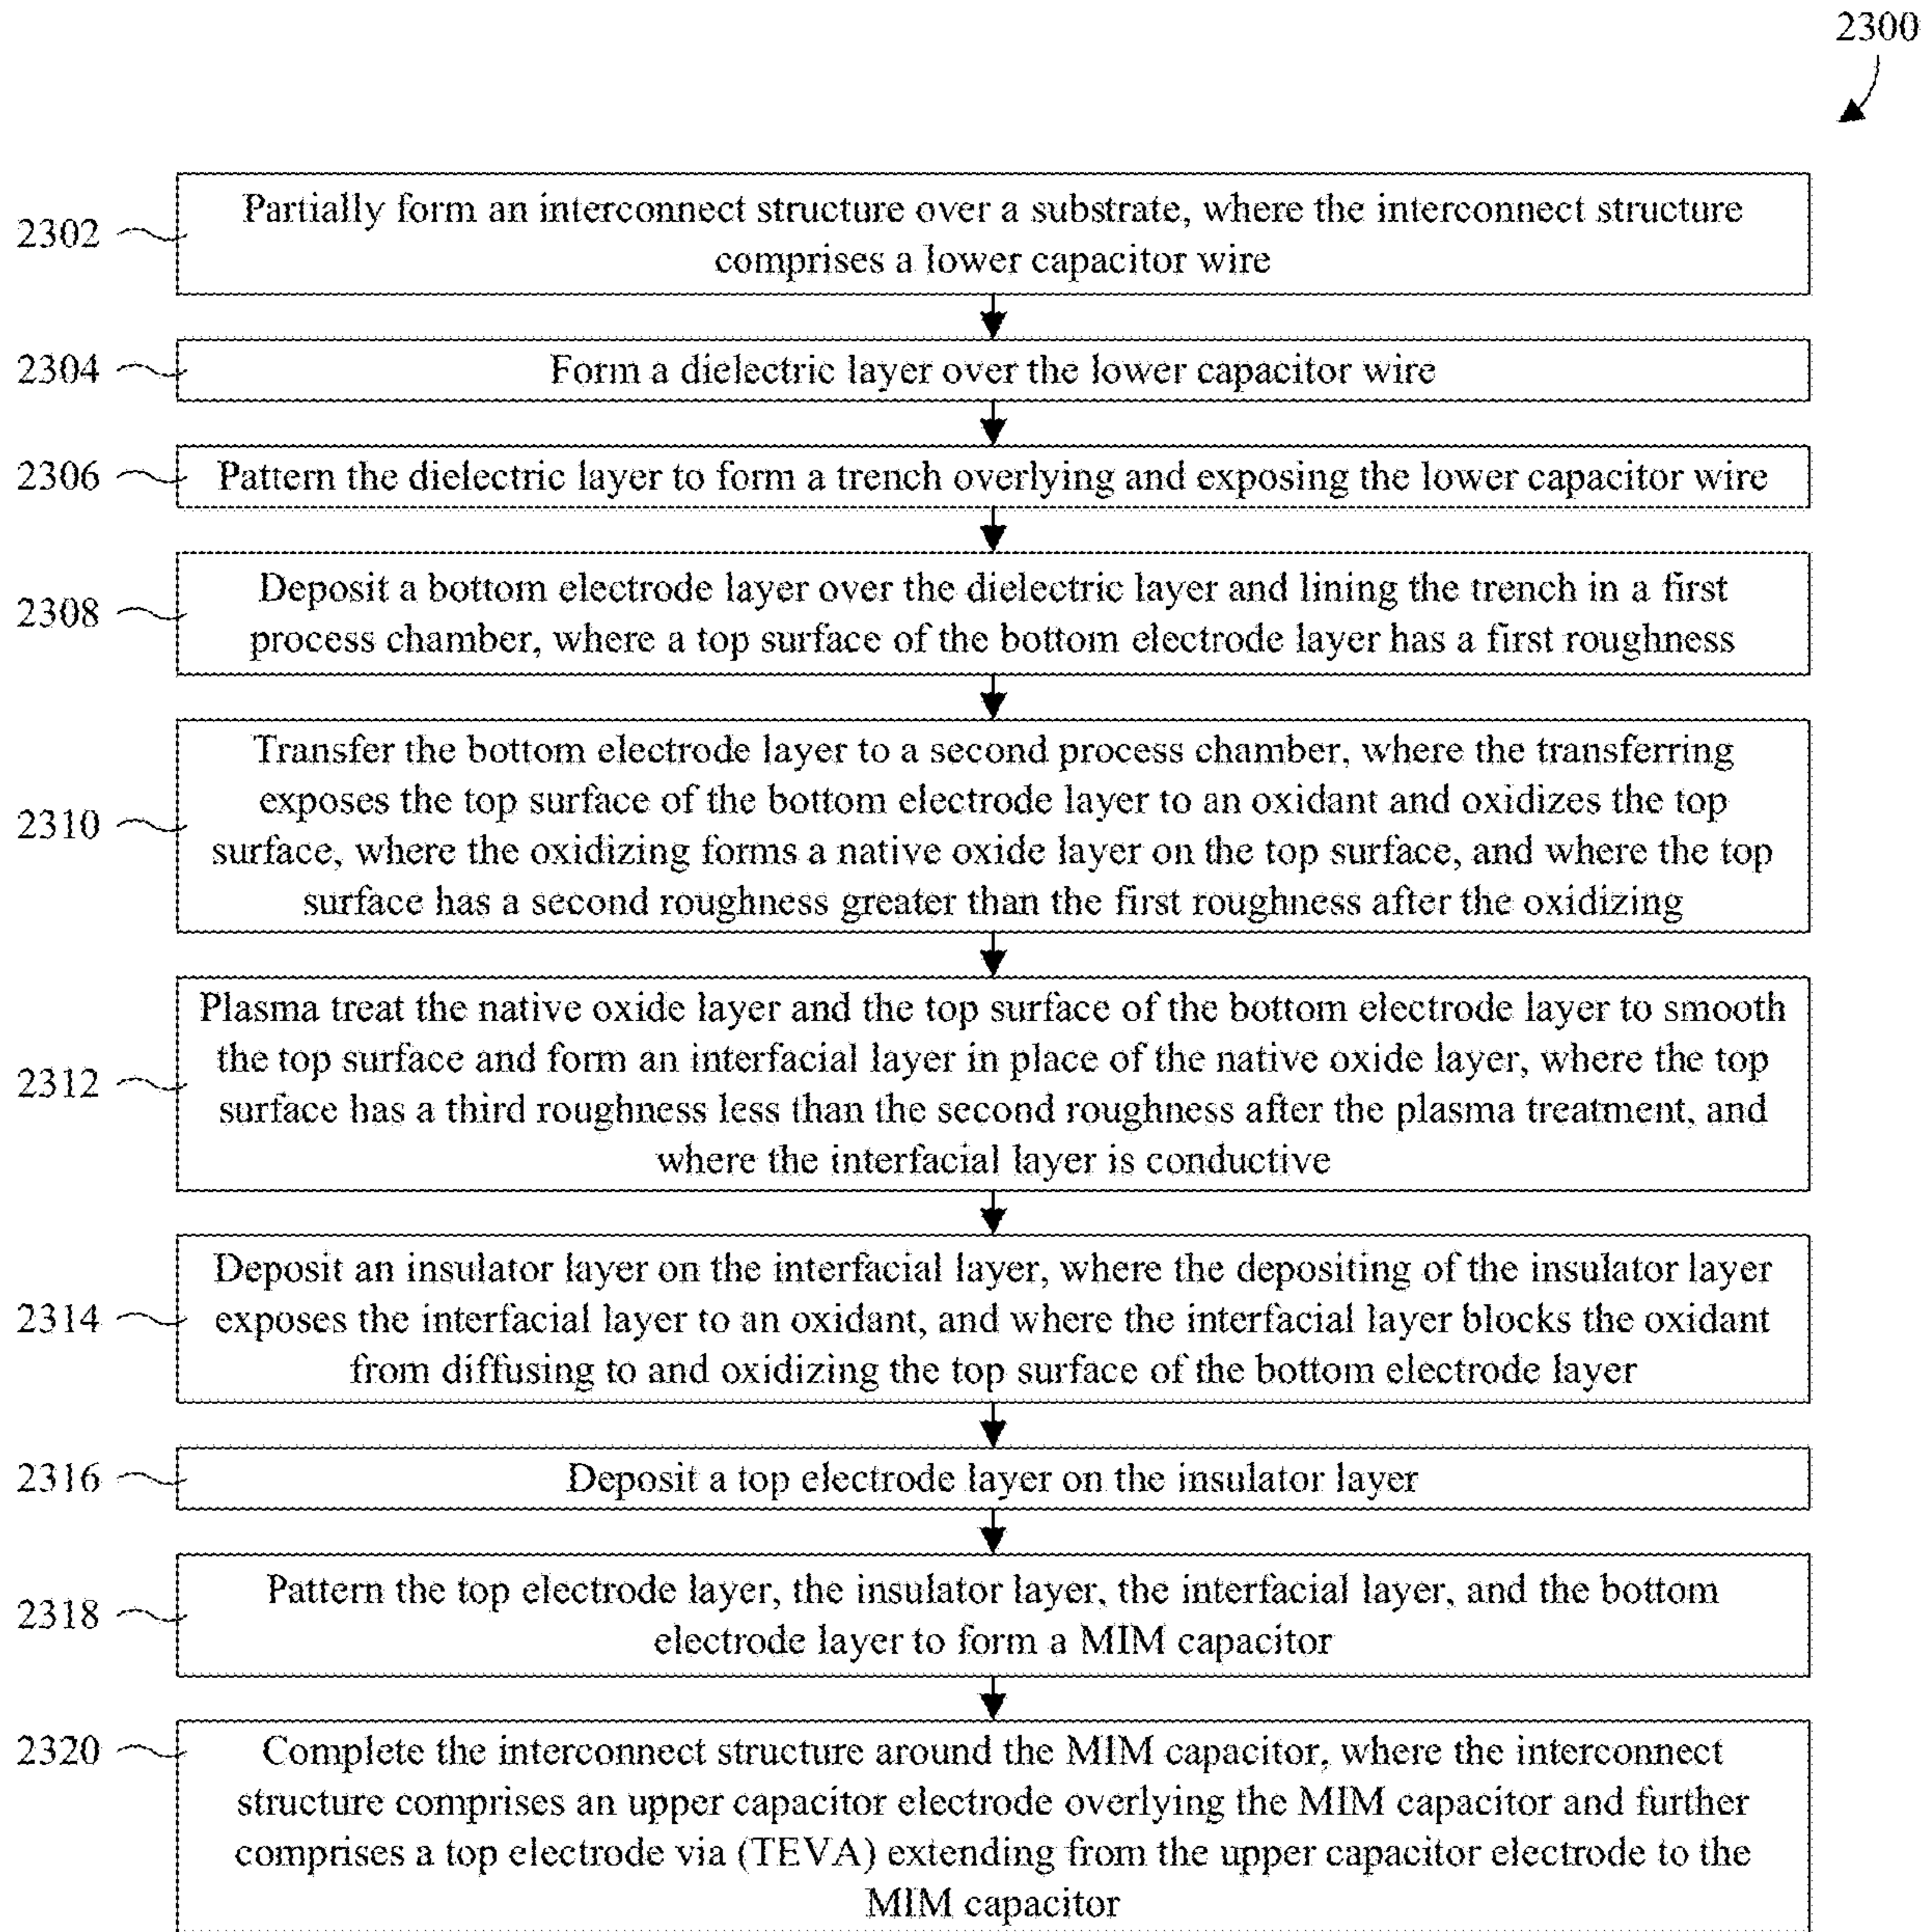 2300
2302
Partially form an interconnect structure over a substrate, where the interconnect structure
comprises a lower capacitor wire
2304
Form a dielectric layer over the lower capacitor wire
2306
Pattern the dielectric layer to form a trench overlying and exposing the lower capacitor wire
2308
Deposit a bottom electrode layer over the dielectric layer and lining the trench in a first
process chamber, where a top surface of the bottom electrode layer has a first roughness
2310
Transfer the bottom electrode layer to a second process chamber, where the transferring
exposes the top surface of the bottom electrode layer to an oxidant and oxidizes the top
surface, where the oxidizing forms a native oxide layer on the top surface, and where the top
surface has a second roughness greater than the first roughness after the oxidizing
2312
Plasma treat the native oxide layer and the top surface of the bottom electrode layer to smooth
the top surface and form an interfacial layer in place of the native oxide layer, where the top
surface has a third roughness less than the second roughness after the plasma treatment, and
where the interfacial layer is conductive
2314
Deposit an insulator layer on the interfacial layer, where the depositing of the insulator layer
exposes the interfacial layer to an oxidant, and where the interfacial layer blocks the oxidant
from diffusing to and oxidizing the top surface of the bottom electrode layer
2316
Deposit a top electrode layer on the insulator layer
2318
Pattern the top electrode layer, the insulator layer, the interfacial layer, and the bottom
electrode layer to form a MIM capacitor
2320
Complete the interconnect structure around the MIM capacitor, where the interconnect
structure comprises an upper capacitor electrode overlying the MIM capacitor and further
comprises a top electrode via (TEVA) extending from the upper capacitor electrode to the
MIM capacitor